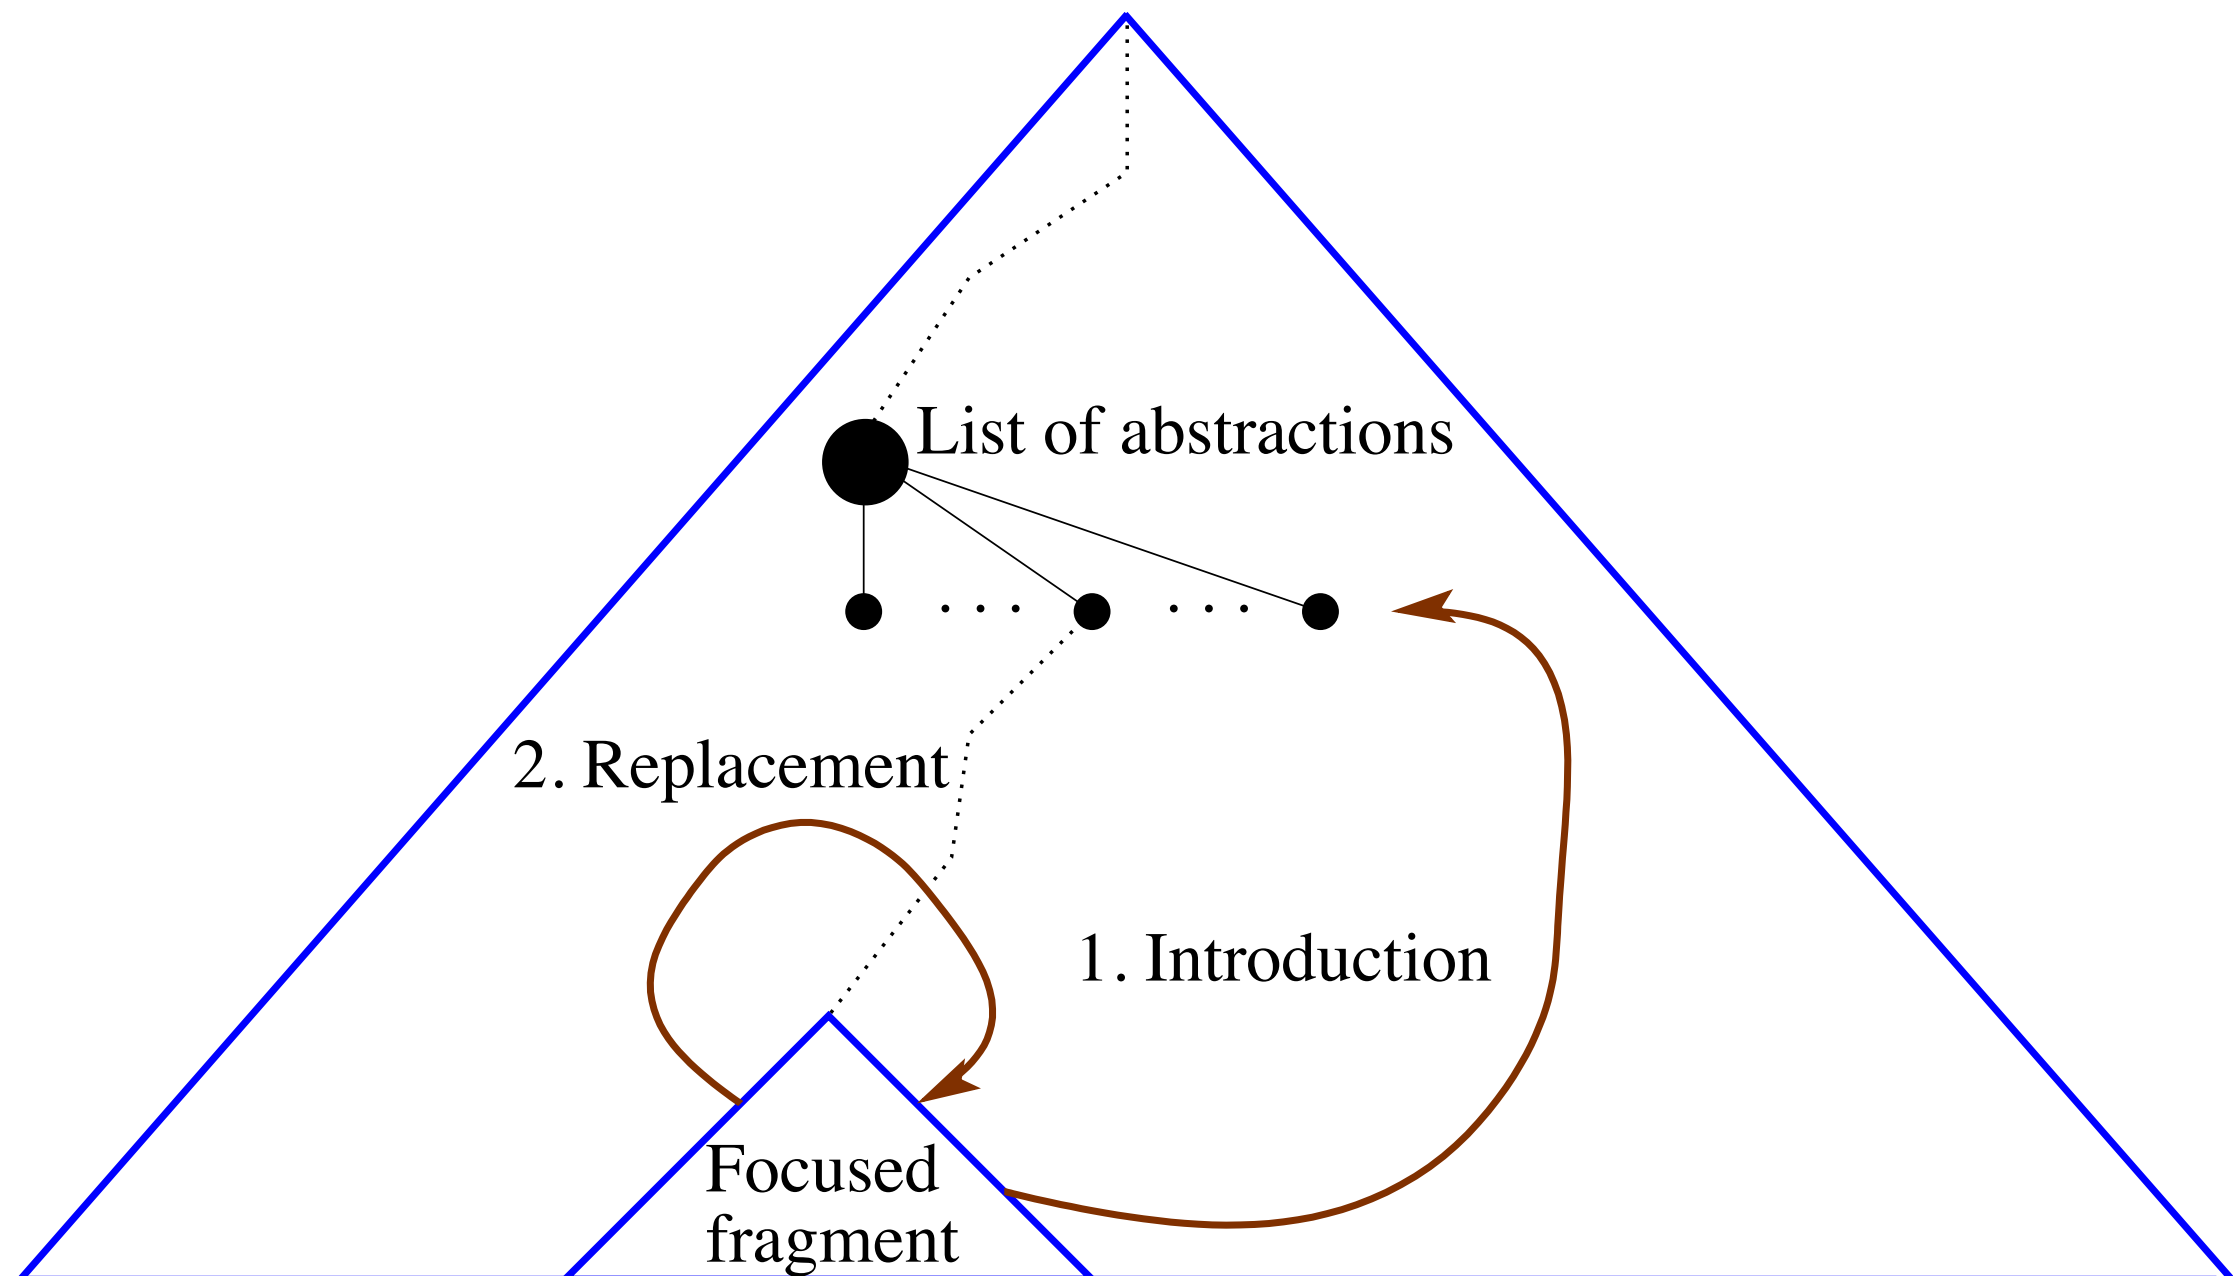 List of abstractions
2. Replacement
1. Introduction
Focused
fragment